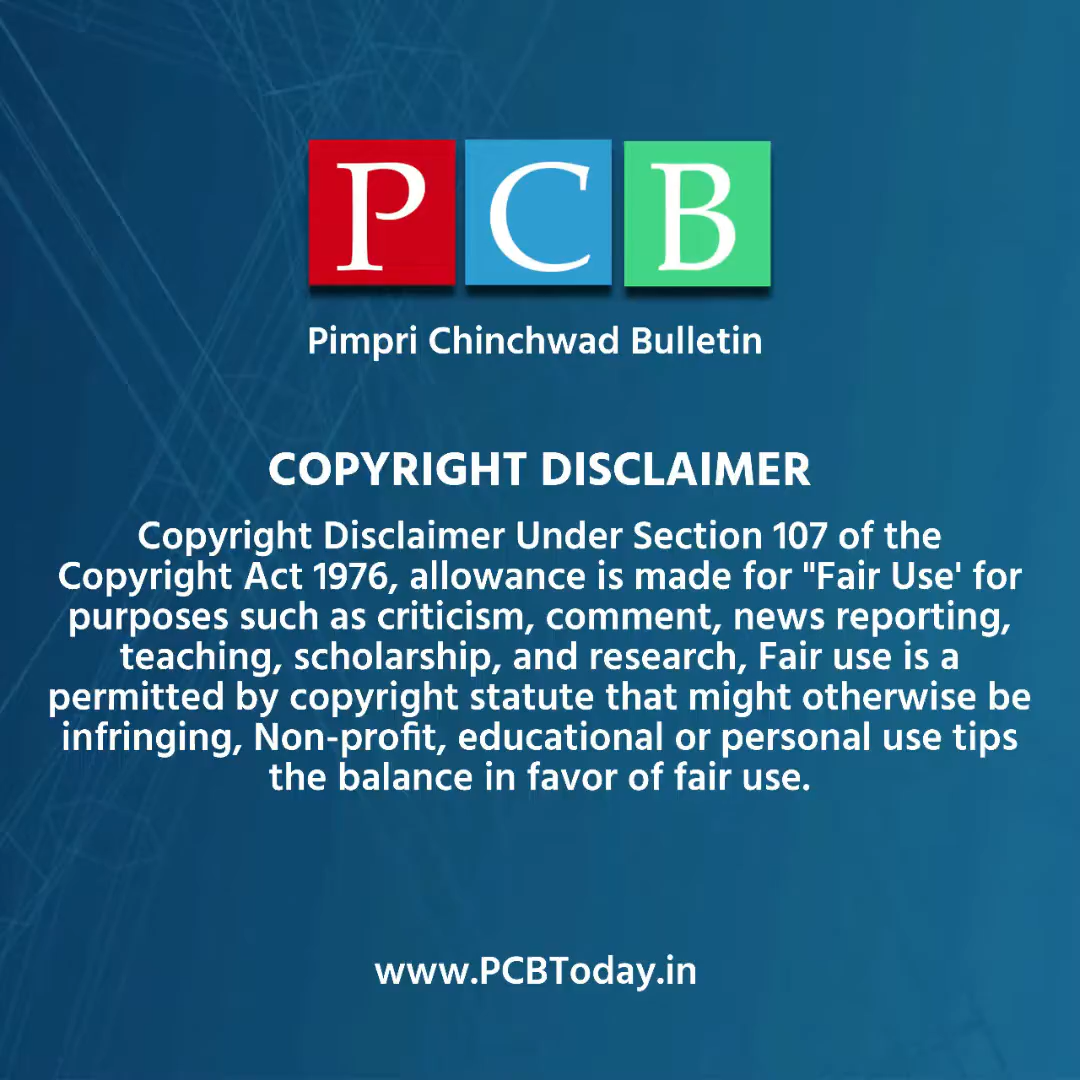 P C B
Pimpri Chinchwad Bulletin
COPYRIGHT DISCLAIMER
Copyright Disclaimer Under Section 107 of the
Copyright Act 1976, allowance is made for "Fair Use' for
purposes such as criticism, comment, news reporting,
teaching, scholarship, and research, Fair use is a
permitted by copyright statute that might otherwise be
infringing, Non-profit, educational or personal use tips
the balance in favor of fair use.
www.PCBToday.in